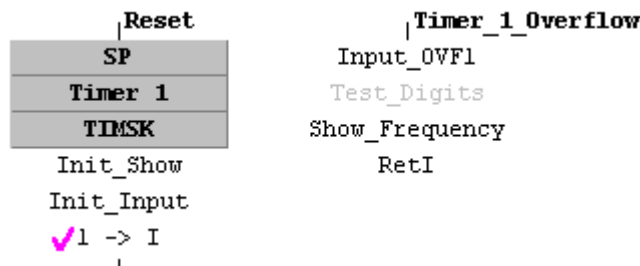 Reset
SP
Timer 1
TIMSK
Init_Show
Init_Input
1 -> I
Timer_1_Overflow
Input_OVF1
Test_Digits
Show_Frequency
RetI